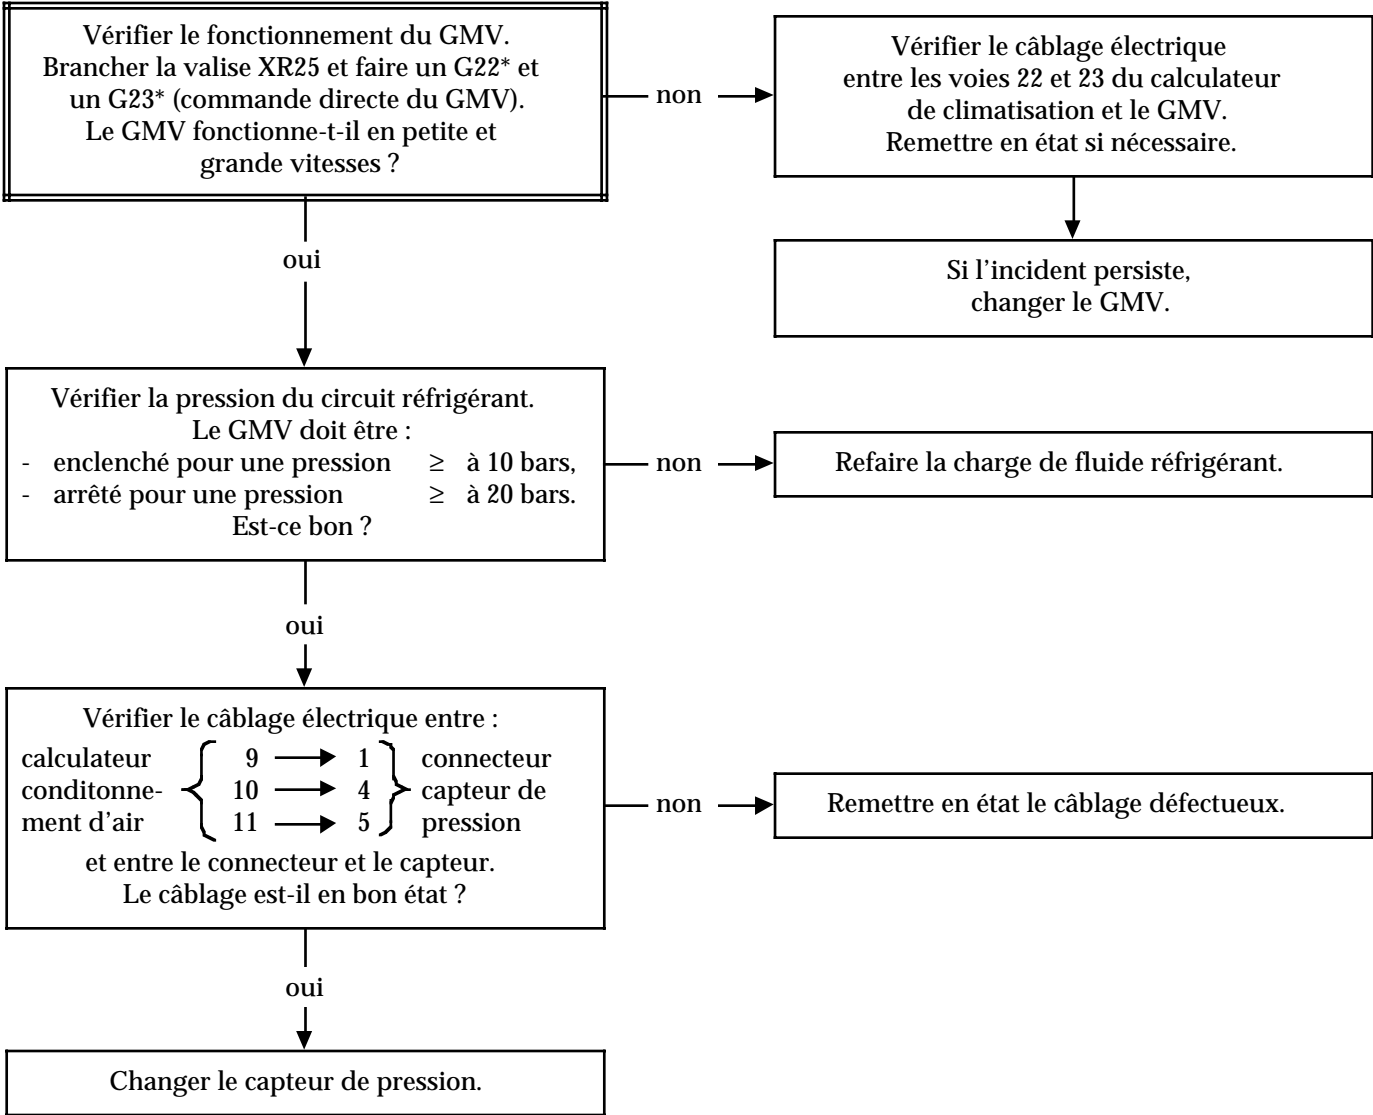 Vérifier le fonctionnement du GMV.
Brancher la valise XR25 et faire un G22* et
un G23* (commande directe du GMV).
Le GMV fonctionne-t-il en petite et
grande vitesses ?
non
Vérifier le câblage électrique
entre les voies 22 et 23 du calculateur
de climatisation et le GMV.
Remettre en état si nécessaire.
oui
Si l'incident persiste,
changer le GMV.
Vérifier la pression du circuit réfrigérant.
Le GMV doit être :
- enclenché pour une pression ≥ à 10 bars,
- arrêté pour une pression ≥ à 20 bars.
Est-ce bon ?
non
Refaire la charge de fluide réfrigérant.
oui
Vérifier le câblage électrique entre :
calculateur 9 → 1 connecteur
conditonne- 10 → 4 capteur de
ment d'air 11 → 5 pression
et entre le connecteur et le capteur.
Le câblage est-il en bon état ?
non
Remettre en état le câblage défectueux.
oui
Changer le capteur de pression.